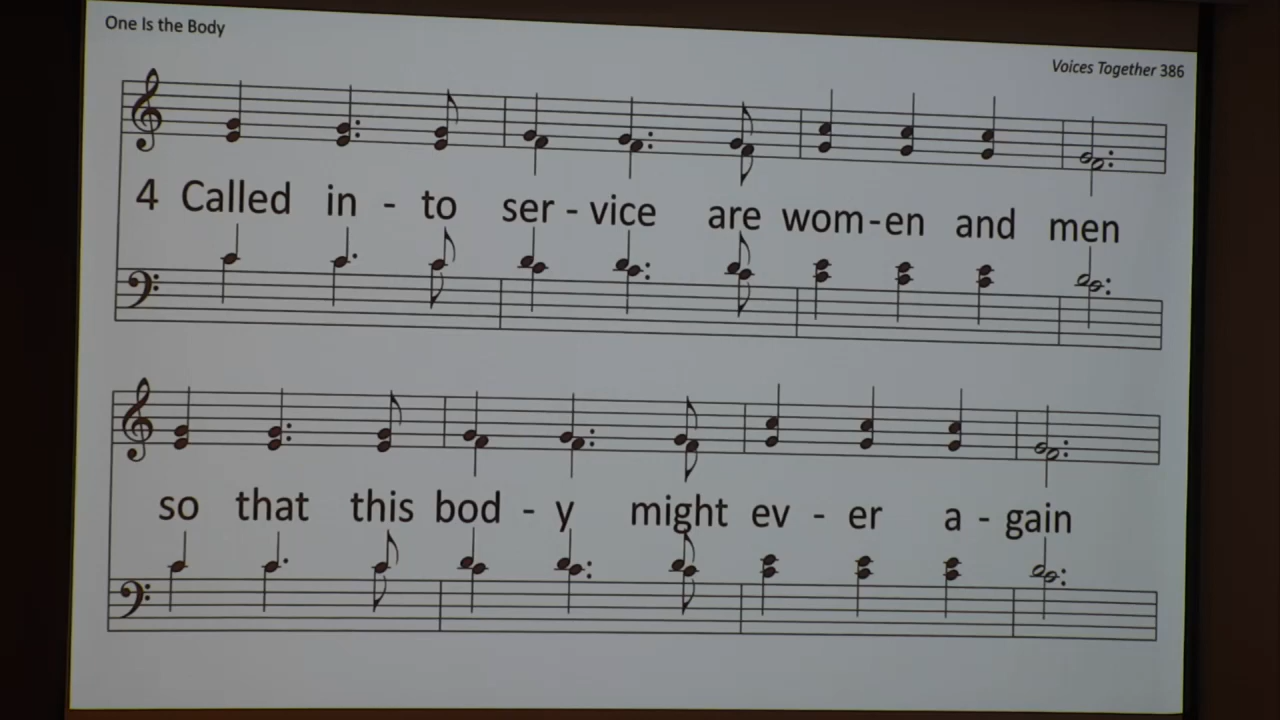 One Is the Body
Voices Together 386
4 Called in - to ser - vice are wom-en and men
so that this bod - y might ev - er a - gain